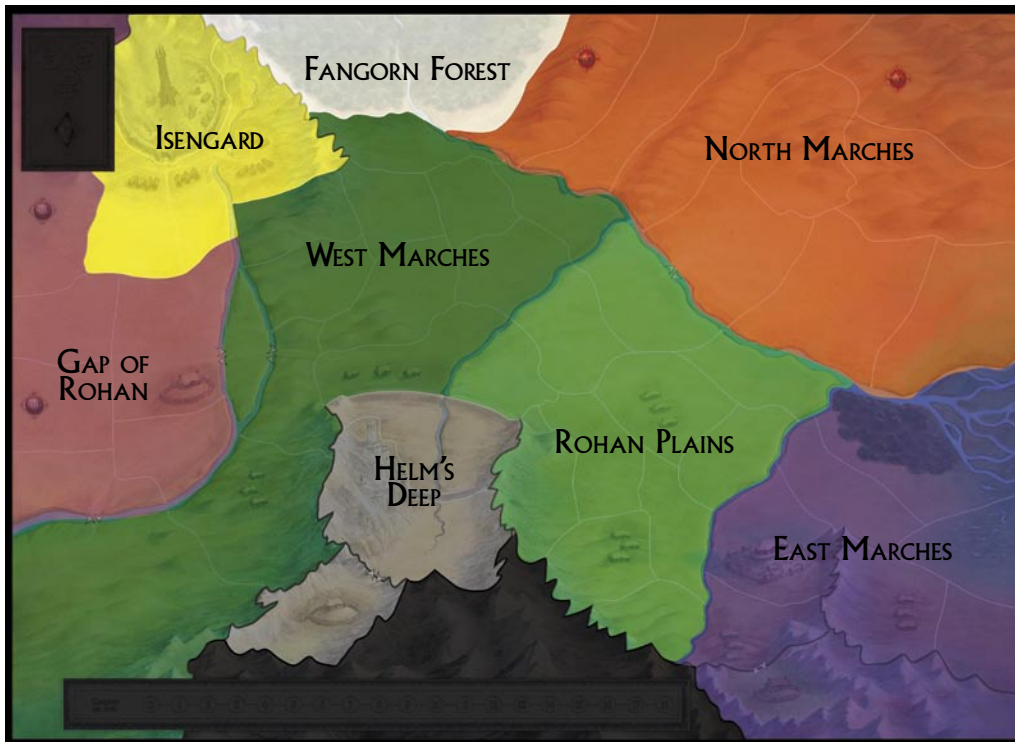 Fangorn Forest
Isengard
North Marches
West Marches
Gap of
Rohan
Rohan Plains
Helm's
Deep
East Marches